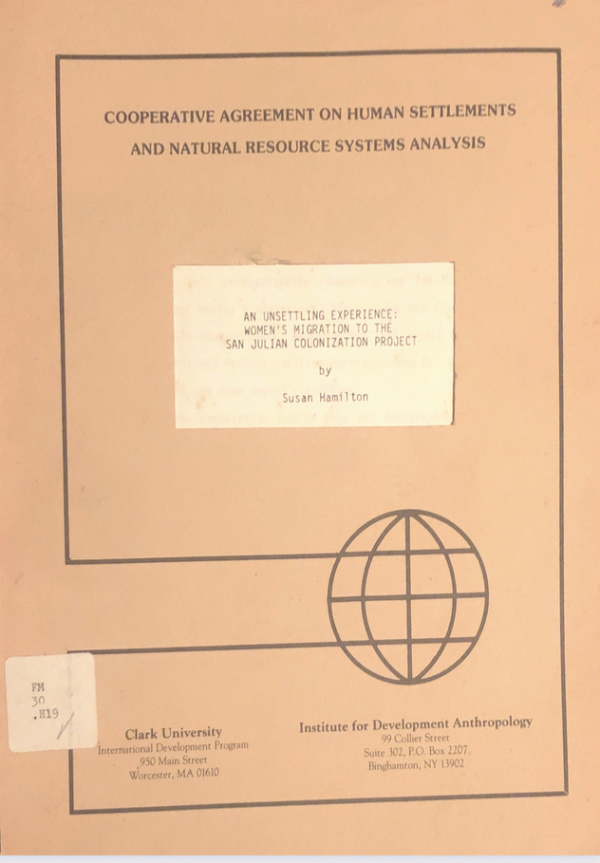 COOPERATIVE AGREEMENT ON HUMAN SETTLEMENTS
AND NATURAL RESOURCE SYSTEMS ANALYSIS
AN UNSETTLING EXPERIENCE:
WOMEN'S MIGRATION TO THE
SAN JULIAN COLONIZATION PROJECT
by
Susan Hamilton
FM
30
.H19
Clark University
International Development Program
950 Main Street
Worcester, MA 01610
Institute for Development Anthropology
99 Collier Street
Suite 302, P.O. Box 2207
Binghamton, NY 13902